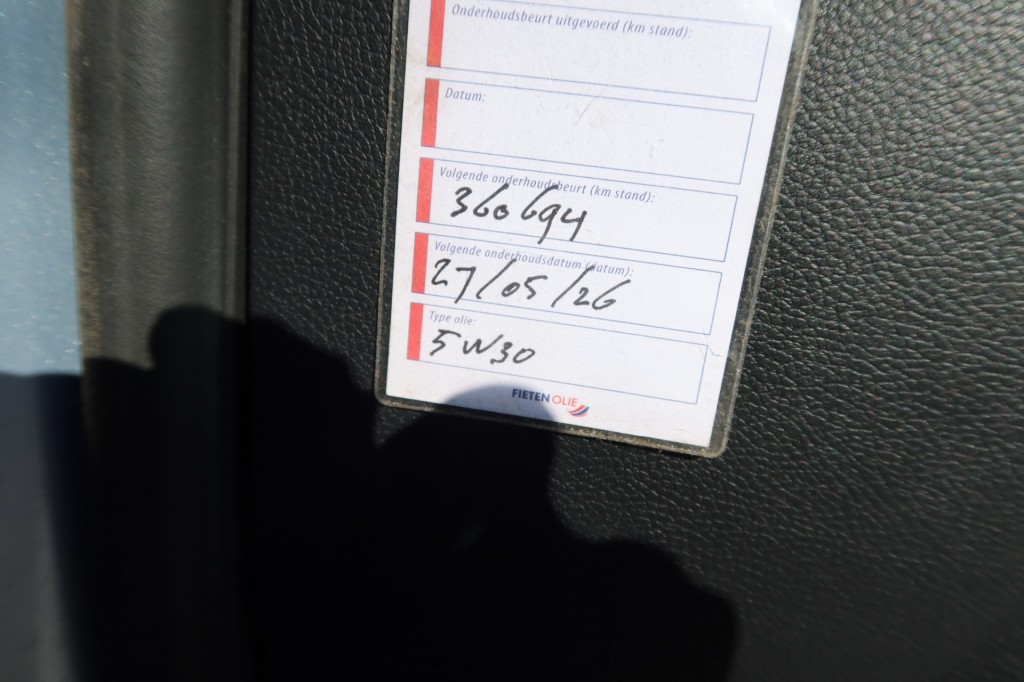 Onderhoudsbeurt uitgevoerd (km stand):
Datum:
Volgende onderhoudsbeurt (km stand):
360694
Volgende onderhoudsdatum (datum):
27/05/26
Type olie:
5W30
FIETEN OLIE